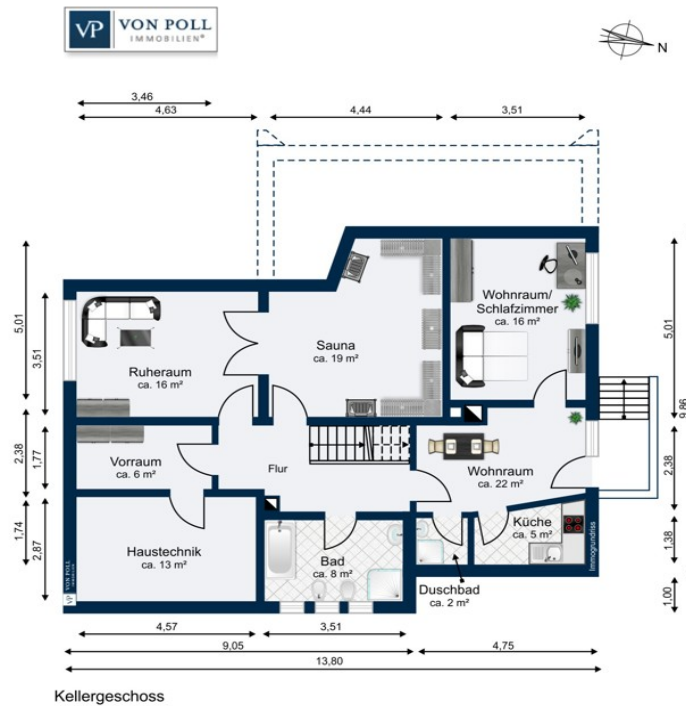 VP VON POLL
IMMOBILIEN®
N
3,46
4,63
4,44
3,51
5,01
3,51
2,38
1,77
1,74
2,87
5,01
9,86
2,38
1,38
1,00
Wohnraum/
Schlafzimmer
ca. 16 m²
Sauna
ca. 19 m²
Ruheraum
ca. 16 m²
Vorraum
ca. 6 m²
Flur
Wohnraum
ca. 22 m²
Haustechnik
ca. 13 m²
Bad
ca. 8 m²
Küche
ca. 5 m²
Duschbad
ca. 2 m²
VP VON POLL
IMMOBILIEN
Immogrundriss
4,57
3,51
9,05
4,75
13,80
Kellergeschoss